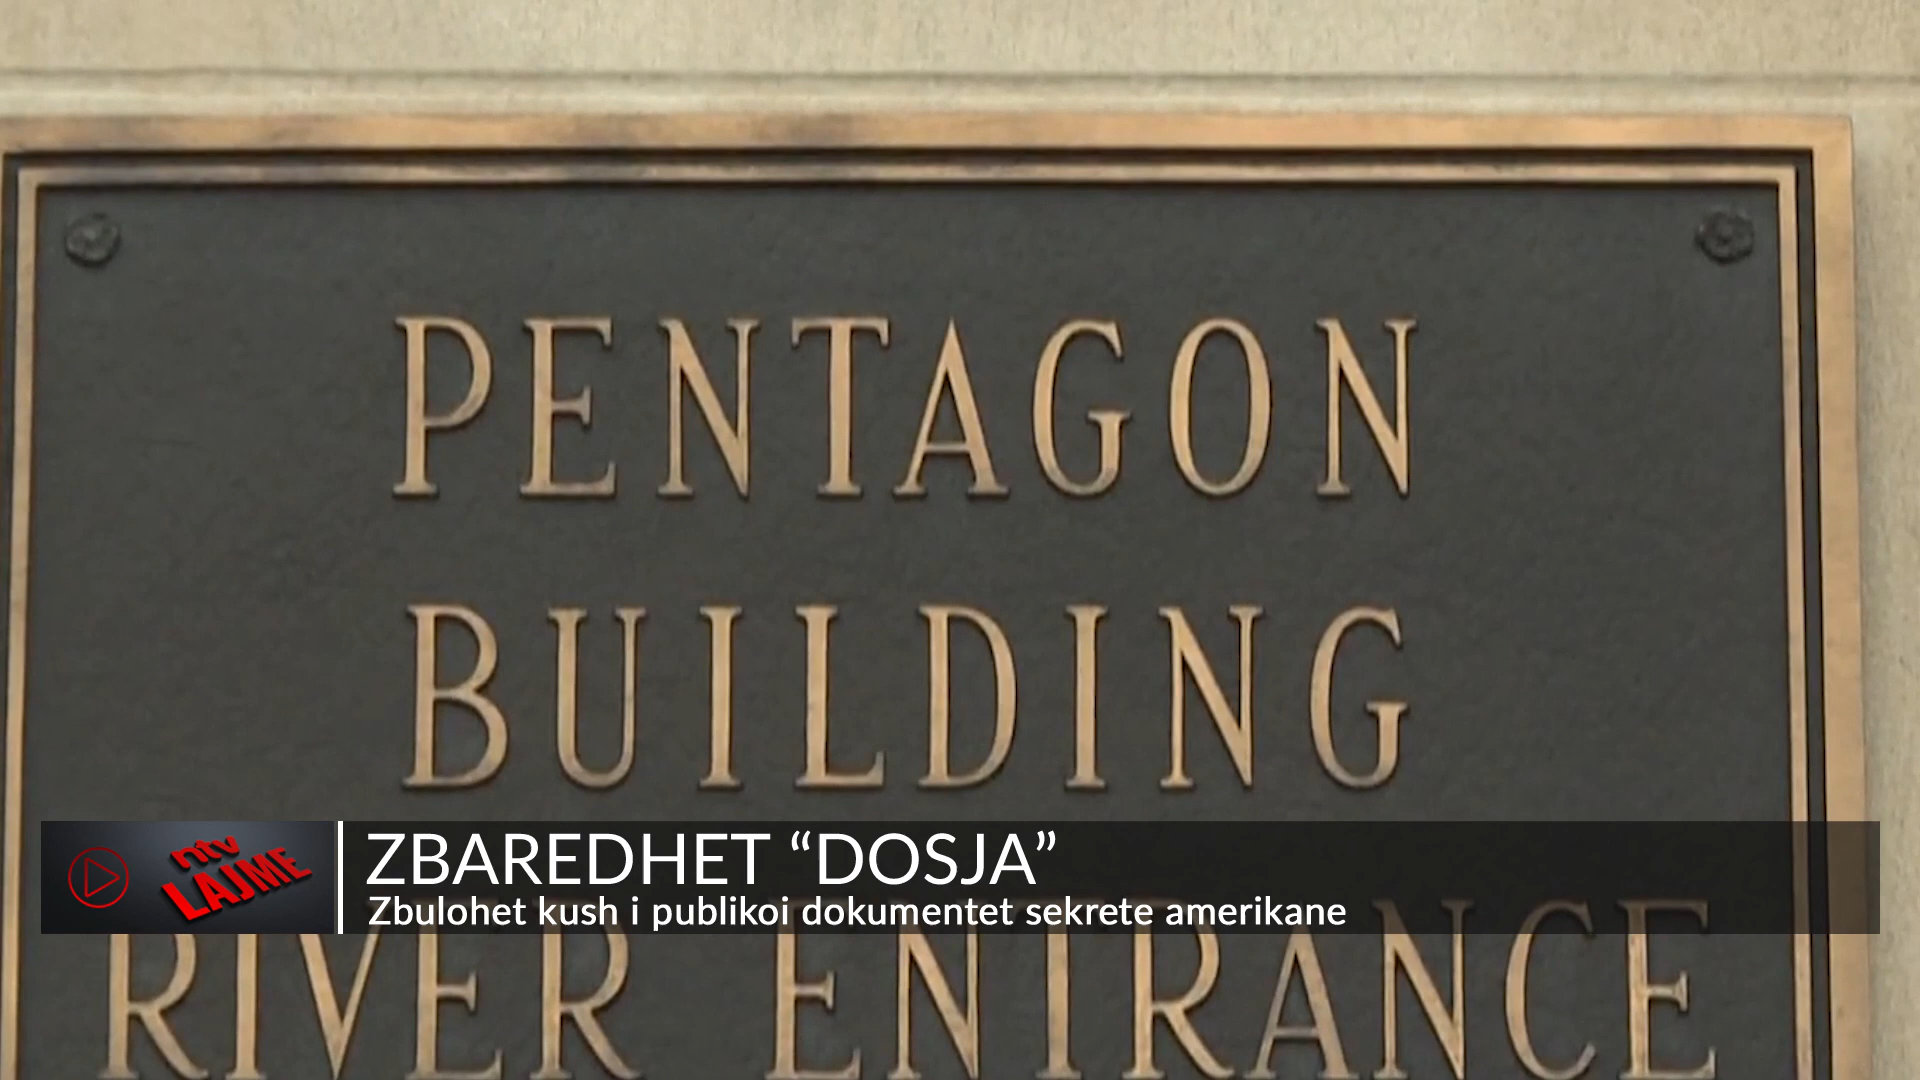 PENTAGON
BUILDING
ntv
LAJME
ZBAREDHET “DOSJA”
Zbulohet kush i publikoi dokumentet sekrete amerikane
RIVER ENTRANCE